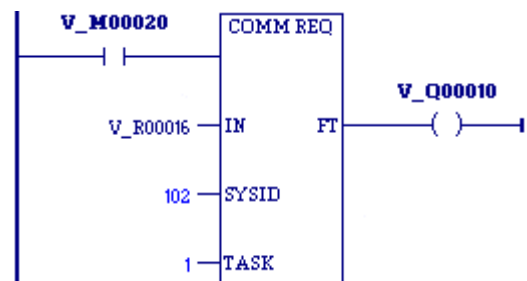 V_M00020
COMM REQ
V_Q00010
V_R00016 IN FT
102 SYSID
1 TASK